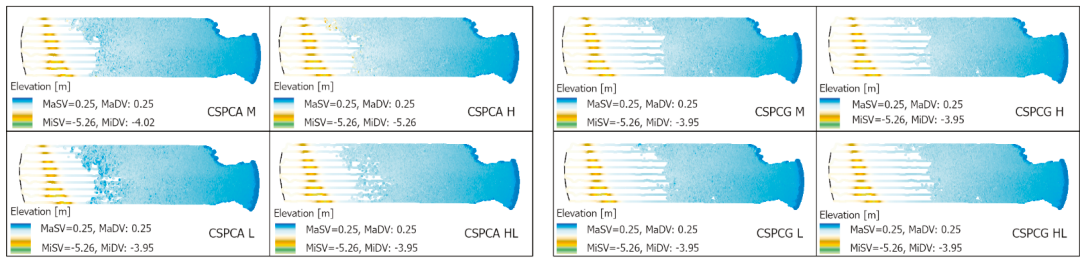 Elevation [m]
MaSV=0.25, MaDV: 0.25
MiSV=-5.26, MiDV: -4.02
CSPCA M
Elevation [m]
MaSV=0.25, MaDV: 0.25
MiSV=-5.26, MiDV: -5.26
CSPCA H
Elevation [m]
MaSV=0.25, MaDV: 0.25
MiSV=-5.26, MiDV: -3.95
CSPCA L
Elevation [m]
MaSV=0.25, MaDV: 0.25
MiSV=-5.26, MiDV: -3.95
CSPCA HL
Elevation [m]
MaSV=0.25, MaDV: 0.25
MiSV=-5.26, MiDV: -3.95
CSPCG M
Elevation [m]
MaSV=0.25, MaDV: 0.25
MiSV=-5.26, MiDV: -3.95
CSPCG H
Elevation [m]
MaSV=0.25, MaDV: 0.25
MiSV=-5.26, MiDV: -3.95
CSPCG L
Elevation [m]
MaSV=0.25, MaDV: 0.25
MiSV=-5.26, MiDV: -3.95
CSPCG HL